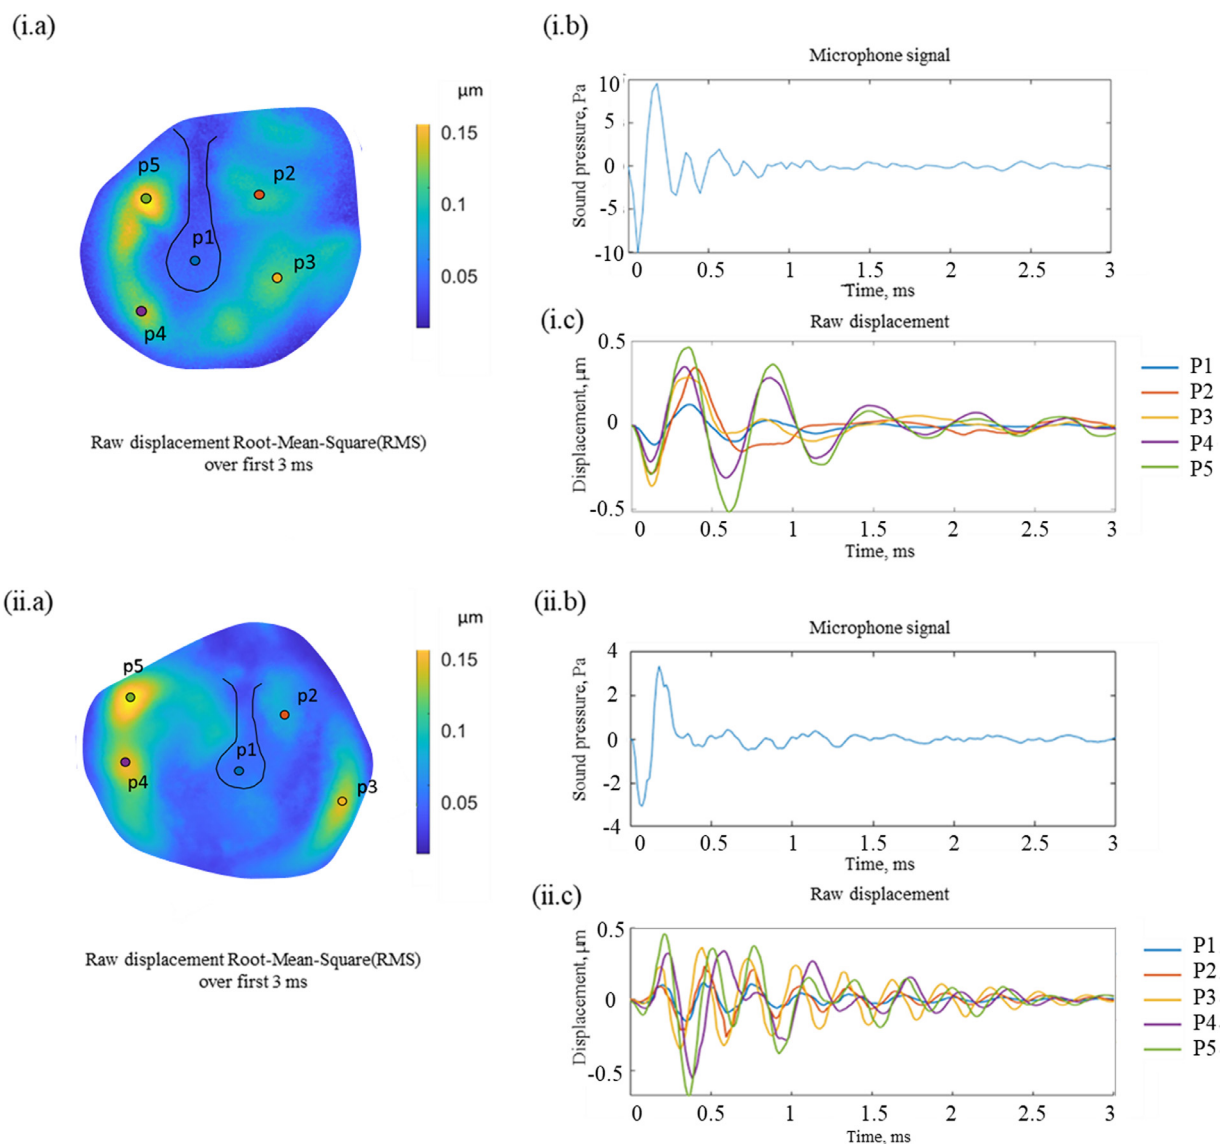 (i.a)
µm
0.15
0.1
0.05
p5
p2
p1
p3
p4
Raw displacement Root-Mean-Square(RMS)
over first 3 ms
(i.b)
Microphone signal
Sound pressure, Pa
10
5
0
-5
-10
0 0.5 1 1.5 2 2.5 3
Time, ms
(i.c)
Raw displacement
Displacement, µm
0.5
0
-0.5
0 0.5 1 1.5 2 2.5 3
Time, ms
P1
P2
P3
P4
P5
(ii.a)
µm
0.15
0.1
0.05
p5
p2
p1
p4
p3
Raw displacement Root-Mean-Square(RMS)
over first 3 ms
(ii.b)
Microphone signal
Sound pressure, Pa
4
2
0
-2
-4
0 0.5 1 1.5 2 2.5 3
Time, ms
(ii.c)
Raw displacement
Displacement, µm
0.5
0
-0.5
0 0.5 1 1.5 2 2.5 3
Time, ms
P1
P2
P3
P4
P5